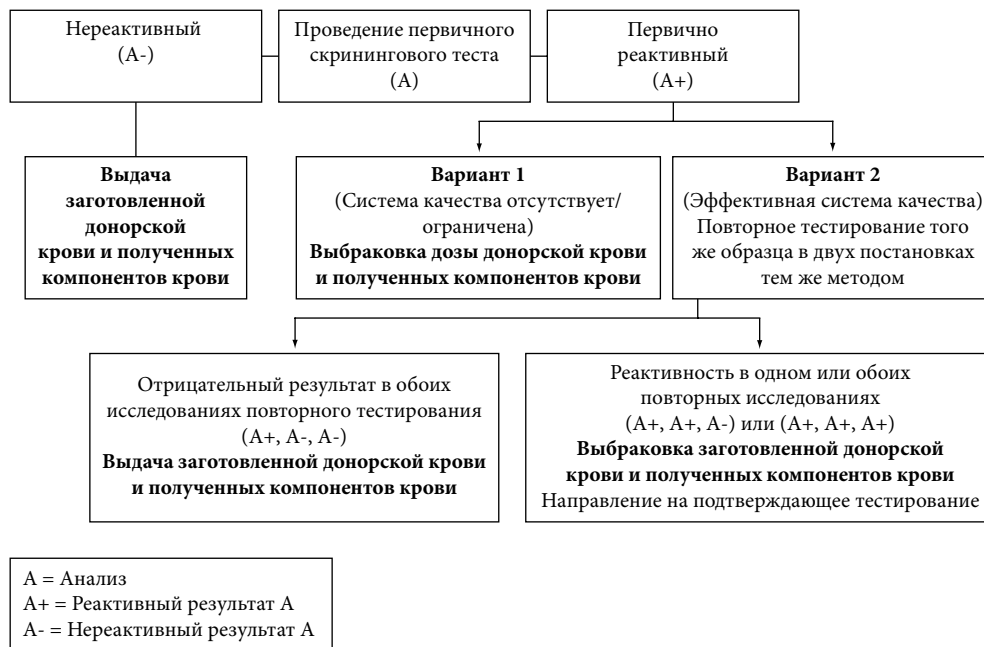 Нереактивный
(А-)
Проведение первичного
скринингового теста
(А)
Первично
реактивный
(А+)
Выдача
заготовленной
донорской
крови и полученных
компонентов крови
Вариант 1
(Система качества отсутствует/
ограничена)
Выбраковка дозы донорской крови
и полученных компонентов крови
Вариант 2
(Эффективная система качества)
Повторное тестирование того
же образца в двух постановках
тем же методом
Отрицательный результат в обоих
исследованиях повторного тестирования
(А+, А-, А-)
Выдача заготовленной донорской крови
и полученных компонентов крови
Реактивность в одном или обоих
повторных исследованиях
(А+, А+, А-) или (А+, А+, А+)
Выбраковка заготовленной донорской
крови и полученных компонентов крови
Направление на подтверждающее тестирование
А = Анализ
А+ = Реактивный результат А
А- = Нереактивный результат А